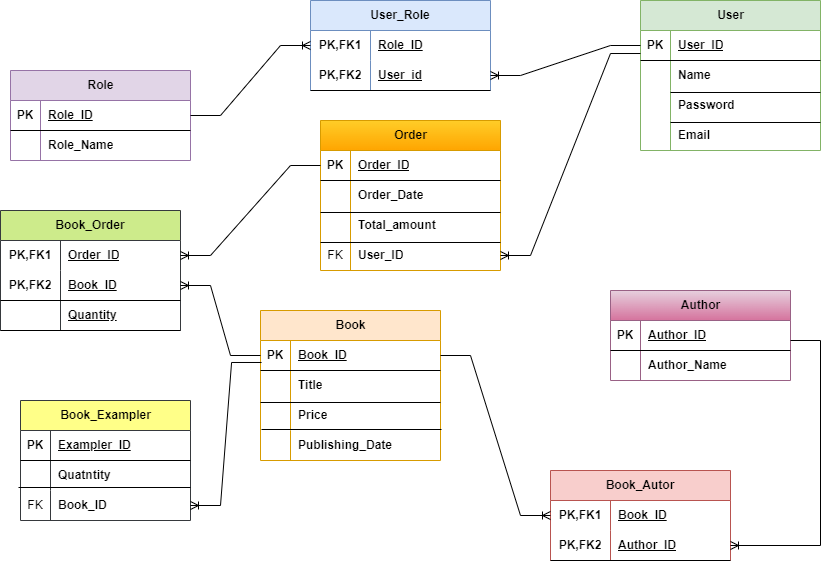 User_Role
PK,FK1 Role_ID
PK,FK2 User_id
User
PK User_ID
Name
Password
Email
Role
PK Role_ID
Role_Name
Order
PK Order_ID
Order_Date
Total_amount
FK User_ID
Book_Order
PK,FK1 Order_ID
PK,FK2 Book_ID
Quantity
Book
PK Book_ID
Title
Price
Publishing_Date
Author
PK Author_ID
Author_Name
Book_Exampler
PK Exampler_ID
Quatntity
FK Book_ID
Book_Autor
PK,FK1 Book_ID
PK,FK2 Author_ID